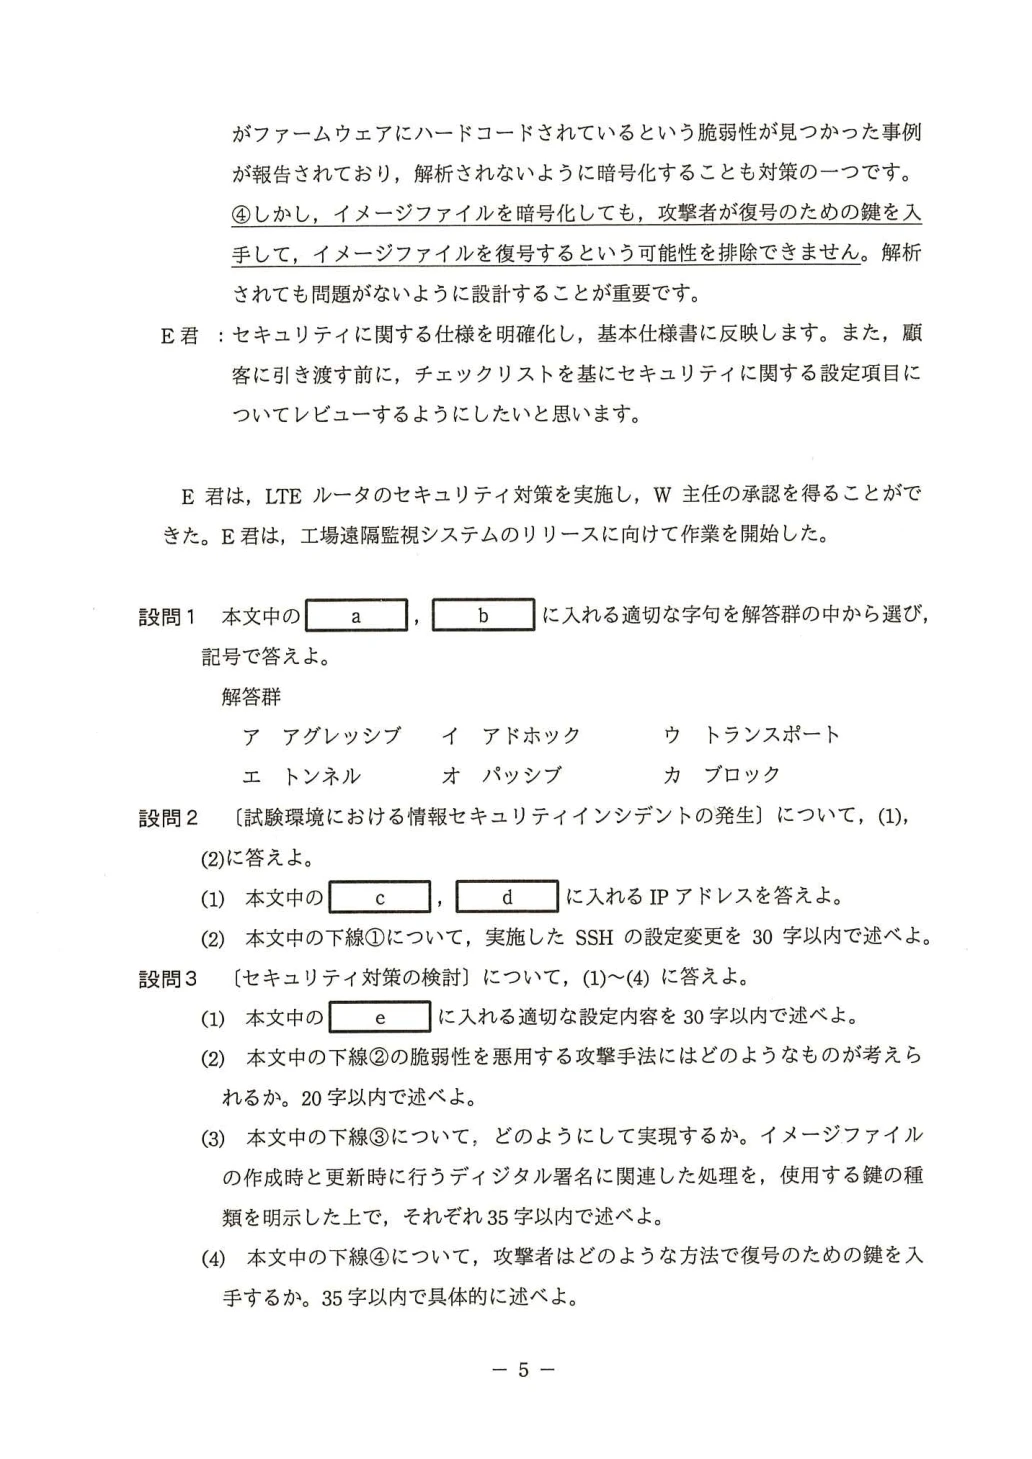 がファームウェアにハードコードされているという脆弱性が見つかった事例
が報告されており，解析されないように暗号化することも対策の一つです。
④しかし，イメージファイルを暗号化しても，攻撃者が復号のための鍵を入
手して，イメージファイルを復号するという可能性を排除できません。解析
されても問題がないように設計することが重要です。
E君 ：セキュリティに関する仕様を明確化し，基本仕様書に反映します。また，顧
客に引き渡す前に，チェックリストを基にセキュリティに関する設定項目に
ついてレビューするようにしたいと思います。
E 君は，LTE ルータのセキュリティ対策を実施し，W 主任の承認を得ることがで
きた。E君は，工場遠隔監視システムのリリースに向けて作業を開始した。
設問1 本文中の a ， b に入れる適切な字句を解答群の中から選び，
記号で答えよ。
解答群
ア アグレッシブ イ アドホック ウ トランスポート
エ トンネル オ パッシブ カ ブロック
設問2 〔試験環境における情報セキュリティインシデントの発生〕について，(1)，
(2)に答えよ。
(1) 本文中の c ， d に入れる IP アドレスを答えよ。
(2) 本文中の下線①について，実施した SSH の設定変更を 30 字以内で述べよ。
設問3 〔セキュリティ対策の検討〕について，(1)～(4) に答えよ。
(1) 本文中の e に入れる適切な設定内容を 30 字以内で述べよ。
(2) 本文中の下線②の脆弱性を悪用する攻撃手法にはどのようなものが考えら
れるか。20 字以内で述べよ。
(3) 本文中の下線③について，どのようにして実現するか。イメージファイル
の作成時と更新時に行うディジタル署名に関連した処理を，使用する鍵の種
類を明示した上で，それぞれ 35 字以内で述べよ。
(4) 本文中の下線④について，攻撃者はどのような方法で復号のための鍵を入
手するか。35 字以内で具体的に述べよ。
－ 5 －